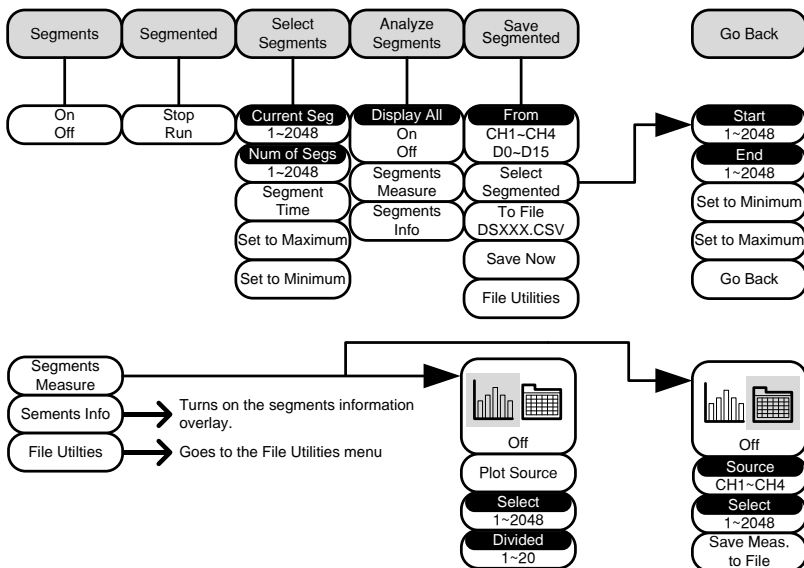 Segments
Segmented
Select
Segments
Analyze
Segments
Save
Segmented
Go Back
On
Off
Stop
Run
Current Seg
1~2048
Num of Segs
1~2048
Segment
Time
Set to Maximum
Set to Minimum
Display All
On
Off
Segments
Measure
Segments
Info
From
CH1~CH4
D0~D15
Select
Segmented
To File
DSXXX.CSV
Save Now
File Utilities
Start
1~2048
End
1~2048
Set to Minimum
Set to Maximum
Go Back
Segments
Measure
Sements Info
Turns on the segments information
overlay.
File Utilties
Goes to the File Utilities menu
Off
Plot Source
Select
1~2048
Divided
1~20
Off
Source
CH1~CH4
Select
1~2048
Save Meas.
to File